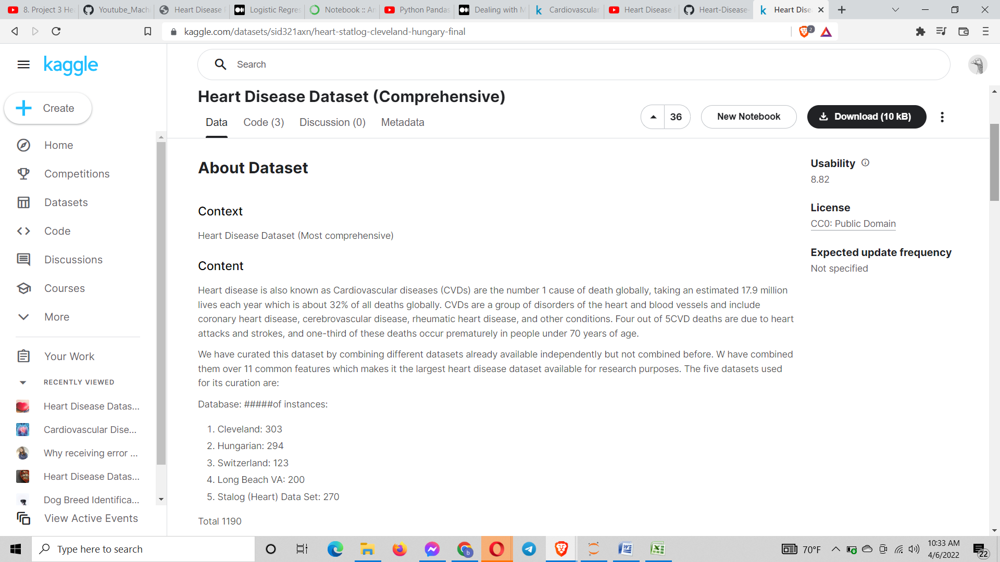 8. Project 3 He
Youtube_Machi
Heart Disease P
Logistic Regres
Notebook :: An
Python Pandas
Dealing with M
Cardiovascular
Heart Disease
Heart-Disease-
Heart Dise
kaggle.com/datasets/sid321axn/heart-statlog-cleveland-hungary-final
2
kaggle
Search
Create
Home
Competitions
Datasets
Code
Discussions
Courses
More
Your Work
RECENTLY VIEWED
Heart Disease Datas...
Cardiovascular Dise...
Why receiving error ...
Heart Disease Datas...
Dog Breed Identifica...
View Active Events
Heart Disease Dataset (Comprehensive)
Data Code (3) Discussion (0) Metadata
36
New Notebook
Download (10 kB)
About Dataset
Context
Heart Disease Dataset (Most comprehensive)
Content
Heart disease is also known as Cardiovascular diseases (CVDs) are the number 1 cause of death globally, taking an estimated 17.9 million
lives each year which is about 32% of all deaths globally. CVDs are a group of disorders of the heart and blood vessels and include
coronary heart disease, cerebrovascular disease, rheumatic heart disease, and other conditions. Four out of 5CVD deaths are due to heart
attacks and strokes, and one-third of these deaths occur prematurely in people under 70 years of age.
We have curated this dataset by combining different datasets already available independently but not combined before. W have combined
them over 11 common features which makes it the largest heart disease dataset available for research purposes. The five datasets used
for its curation are:
Database: #####of instances:
1. Cleveland: 303
2. Hungarian: 294
3. Switzerland: 123
4. Long Beach VA: 200
5. Stalog (Heart) Data Set: 270
Total 1190
Usability
8.82
License
CC0: Public Domain
Expected update frequency
Not specified
Type here to search
70°F
10:33 AM
4/6/2022
22